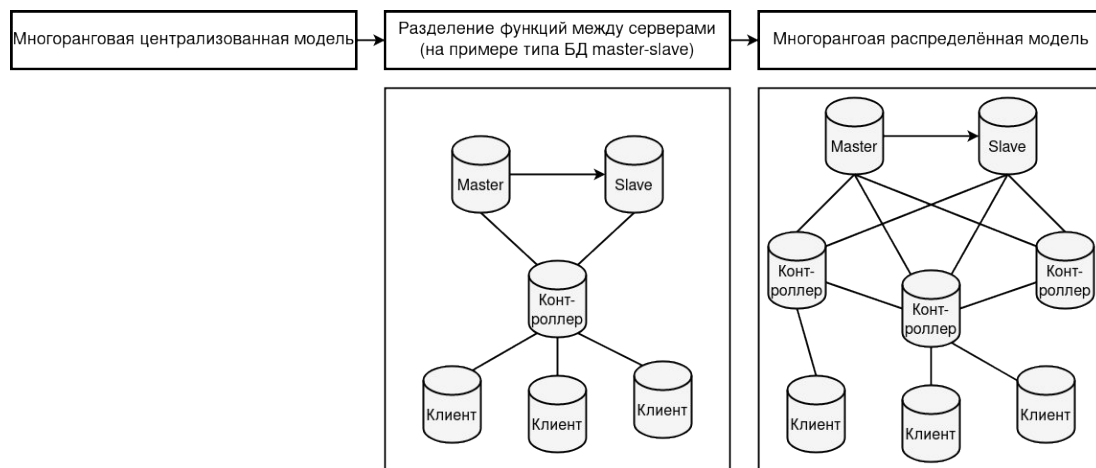 Многоранговая централизованная модель
Разделение функций между серверами
(на примере типа БД master-slave)
Многорангоая распределённая модель
Master
Slave
Конт-
роллер
Клиент
Клиент
Клиент
Master
Slave
Конт-
роллер
Конт-
роллер
Конт-
роллер
Клиент
Клиент
Клиент